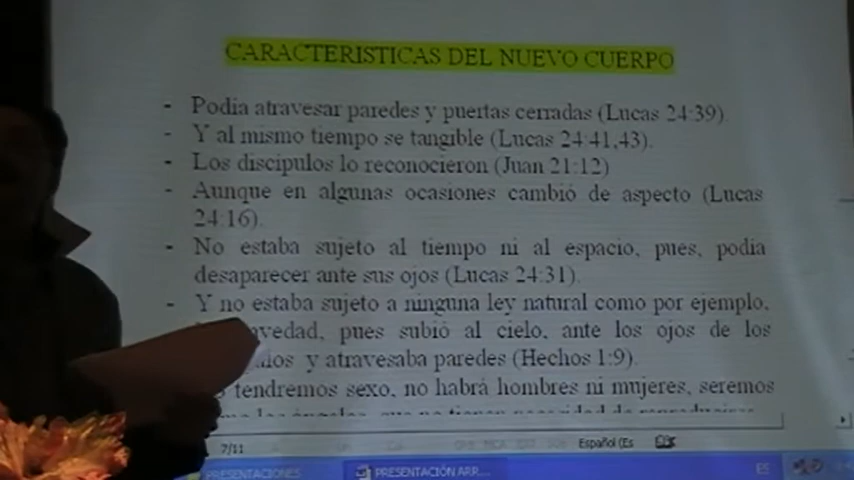 CARACTERISTICAS DEL NUEVO CUERPO
- Podia atravesar paredes y puertas cerradas (Lucas 24:39).
- Y al mismo tiempo se tangible (Lucas 24:41,43).
- Los discipulos lo reconocieron (Juan 21:12)
- Aunque en algunas ocasiones cambió de aspecto (Lucas
24:16).
- No estaba sujeto al tiempo ni al espacio, pues, podia
desaparecer ante sus ojos (Lucas 24:31).
- Y no estaba sujeto a ninguna ley natural como por ejemplo,
pues subió al cielo, ante los ojos de los
y atravesaba paredes (Hechos 1:9).
tendremos sexo, no habrá hombres ni mujeres, seremos
7/11 Español (Es
PRESENTACIONES PRESENTACIÓN ARR... ES